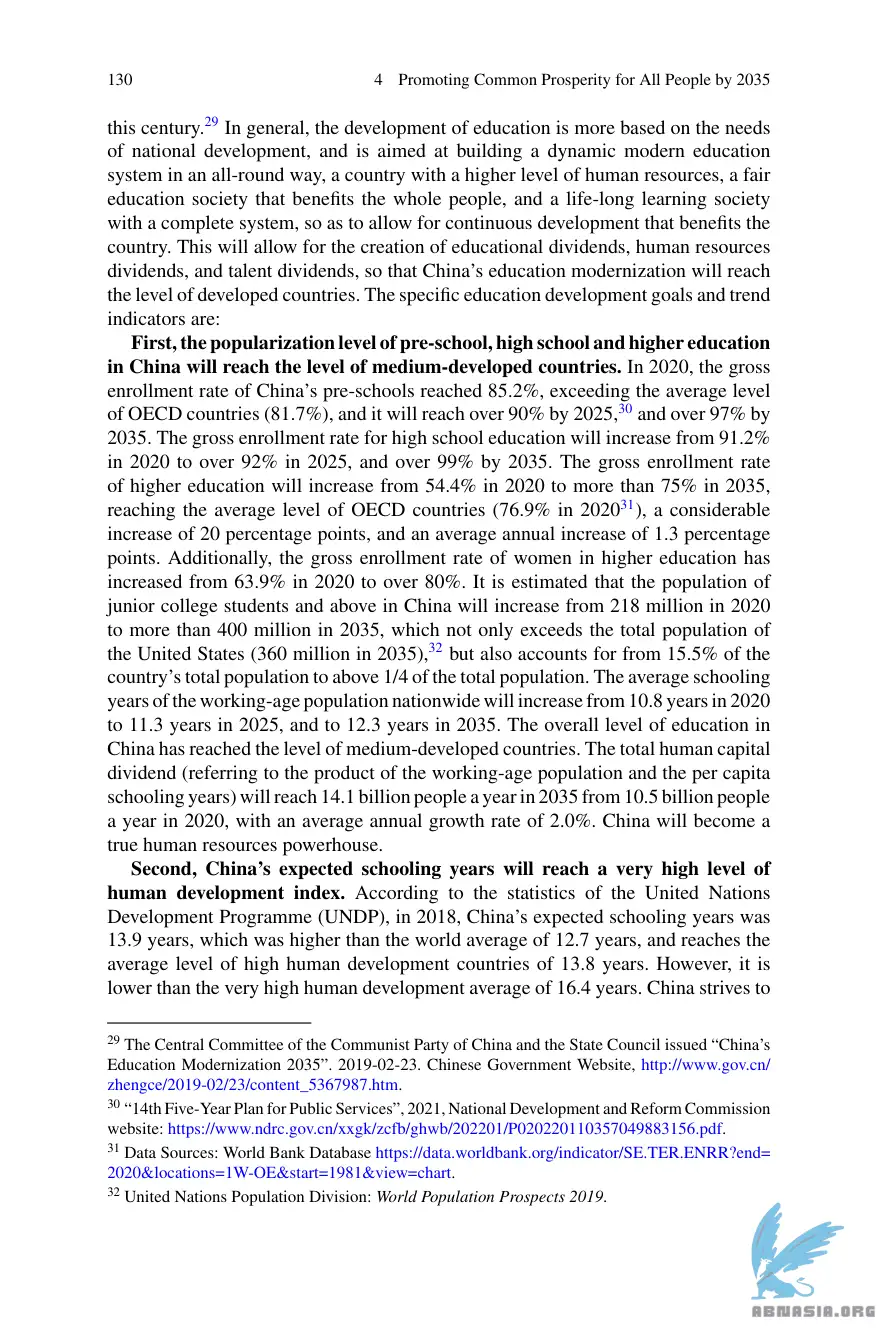 130 4 Promoting Common Prosperity for All People by 2035
this century.29 In general, the development of education is more based on the needs
of national development, and is aimed at building a dynamic modern education
system in an all-round way, a country with a higher level of human resources, a fair
education society that benefits the whole people, and a life-long learning society
with a complete system, so as to allow for continuous development that benefits the
country. This will allow for the creation of educational dividends, human resources
dividends, and talent dividends, so that China's education modernization will reach
the level of developed countries. The specific education development goals and trend
indicators are:
First, the popularization level of pre-school, high school and higher education
in China will reach the level of medium-developed countries. In 2020, the gross
enrollment rate of China's pre-schools reached 85.2%, exceeding the average level
of OECD countries (81.7%), and it will reach over 90% by 2025,30 and over 97% by
2035. The gross enrollment rate for high school education will increase from 91.2%
in 2020 to over 92% in 2025, and over 99% by 2035. The gross enrollment rate
of higher education will increase from 54.4% in 2020 to more than 75% in 2035,
reaching the average level of OECD countries (76.9% in 202031), a considerable
increase of 20 percentage points, and an average annual increase of 1.3 percentage
points. Additionally, the gross enrollment rate of women in higher education has
increased from 63.9% in 2020 to over 80%. It is estimated that the population of
junior college students and above in China will increase from 218 million in 2020
to more than 400 million in 2035, which not only exceeds the total population of
the United States (360 million in 2035),32 but also accounts for from 15.5% of the
country's total population to above 1/4 of the total population. The average schooling
years of the working-age population nationwide will increase from 10.8 years in 2020
to 11.3 years in 2025, and to 12.3 years in 2035. The overall level of education in
China has reached the level of medium-developed countries. The total human capital
dividend (referring to the product of the working-age population and the per capita
schooling years) will reach 14.1 billion people a year in 2035 from 10.5 billion people
a year in 2020, with an average annual growth rate of 2.0%. China will become a
true human resources powerhouse.
Second, China's expected schooling years will reach a very high level of
human development index. According to the statistics of the United Nations
Development Programme (UNDP), in 2018, China's expected schooling years was
13.9 years, which was higher than the world average of 12.7 years, and reaches the
average level of high human development countries of 13.8 years. However, it is
lower than the very high human development average of 16.4 years. China strives to
29 The Central Committee of the Communist Party of China and the State Council issued "China's
Education Modernization 2035". 2019-02-23. Chinese Government Website, http://www.gov.cn/
zhengce/2019-02/23/content_5367987.htm.
30 "14th Five-Year Plan for Public Services", 2021, National Development and Reform Commission
website: https://www.ndrc.gov.cn/xxgk/zcfb/ghwb/202201/P020220110357049883156.pdf.
31 Data Sources: World Bank Database https://data.worldbank.org/indicator/SE.TER.ENRR?end=
2020&locations=1W-OE&start=1981&view=chart.
32 United Nations Population Division: World Population Prospects 2019.
ABNASIA.ORG